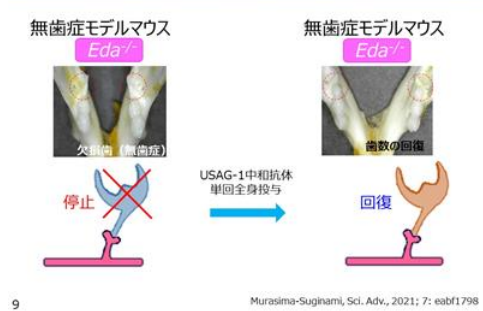 無歯症モデルマウス
Eda-/-
欠損歯（無歯症）
停止
USAG-1中和抗体
単回全身投与
無歯症モデルマウス
Eda-/-
歯数の回復
回復
9
Murasima-Suginami, Sci. Adv., 2021; 7: eabf1798